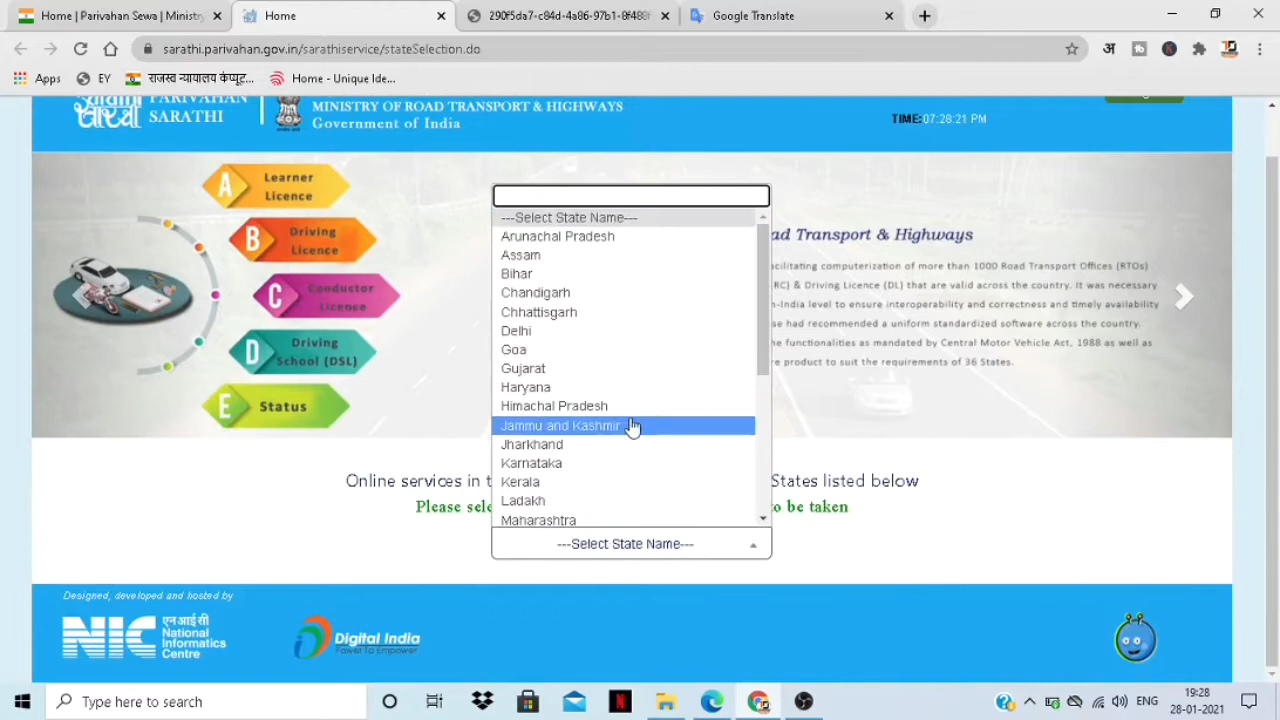 Home | Parivahan Sewa | Ministry
Home
290f5da7-c84d-4a86-97b1-8f488f
Google Translate
sarathi.parivahan.gov.in/sarathiservice/stateSelection.do
अ
Apps
EY
राजस्व न्यायालय कंप्यूट...
Home - Unique Ide...
PARIVAHAN
SARATHI
MINISTRY OF ROAD TRANSPORT & HIGHWAYS
Government of India
TIME:07:28:21 PM
A
Learner
Licence
B
Driving
Licence
C
Conductor
Licence
D
Driving
School (DSL)
E
Status
---Select State Name---
Arunachal Pradesh
Assam
Bihar
Chandigarh
Chhattisgarh
Delhi
Goa
Gujarat
Haryana
Himachal Pradesh
Jammu and Kashmir
Jharkhand
Karnataka
Kerala
Ladakh
Maharashtra
---Select State Name---
ad Transport & Highways
acilitating computerization of more than 1000 Road Transport Offices (RTOs)
RC) & Driving Licence (DL) that are valid across the country. It was necessary
n-India level to ensure interoperability and correctness and timely availability
se had recommended a uniform standardized software across the country.
he functionalities as mandated by Central Motor Vehicle Act, 1988 as well as
re product to suit the requirements of 36 States.
Online services in t
States listed below
Please sele
o be taken
Designed, developed and hosted by
NIC
एन आई सी
National
Informatics
Centre
Digital India
Power To Empower
Type here to search
N
ENG
19:28
28-01-2021